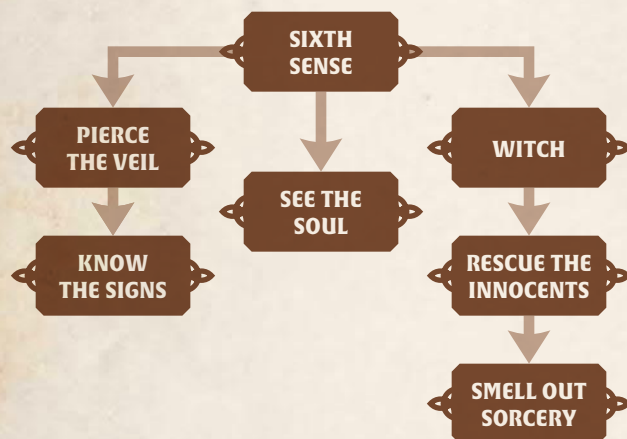 SIXTH
SENSE
PIERCE
THE VEIL
WITCH
SEE THE
SOUL
KNOW
THE SIGNS
RESCUE THE
INNOCENTS
SMELL OUT
SORCERY